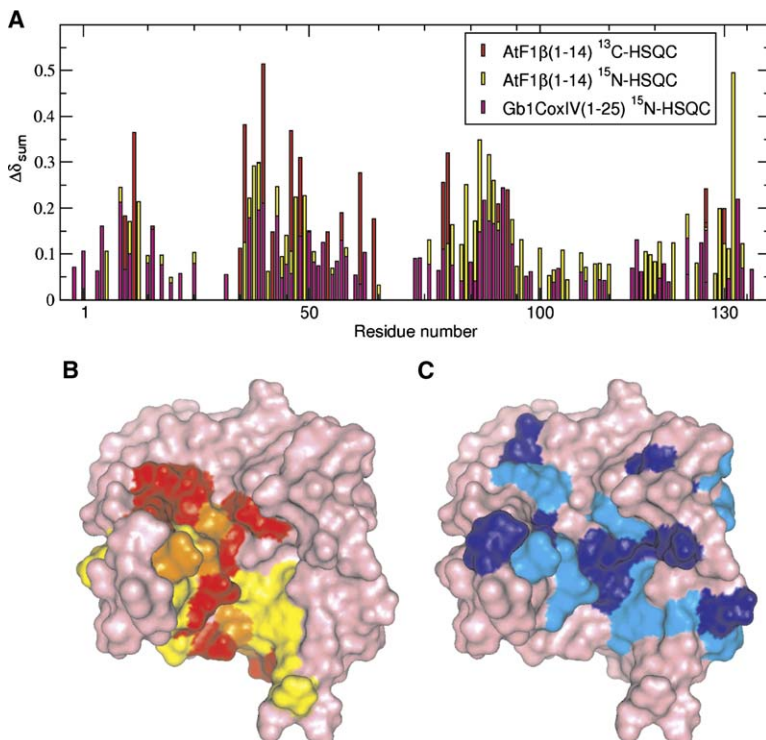 A
AtF1β(1-14) ¹³C-HSQC
AtF1β(1-14) ¹⁵N-HSQC
Gb1CoxIV(1-25) ¹⁵N-HSQC
0.5
0.4
0.3
0.2
0.1
0
Δδsum
1
50
100
130
Residue number
B
C